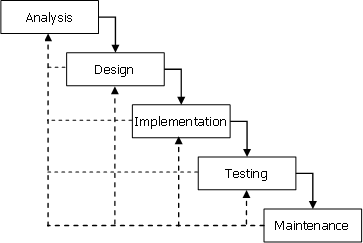 Analysis
Design
Implementation
Testing
Maintenance